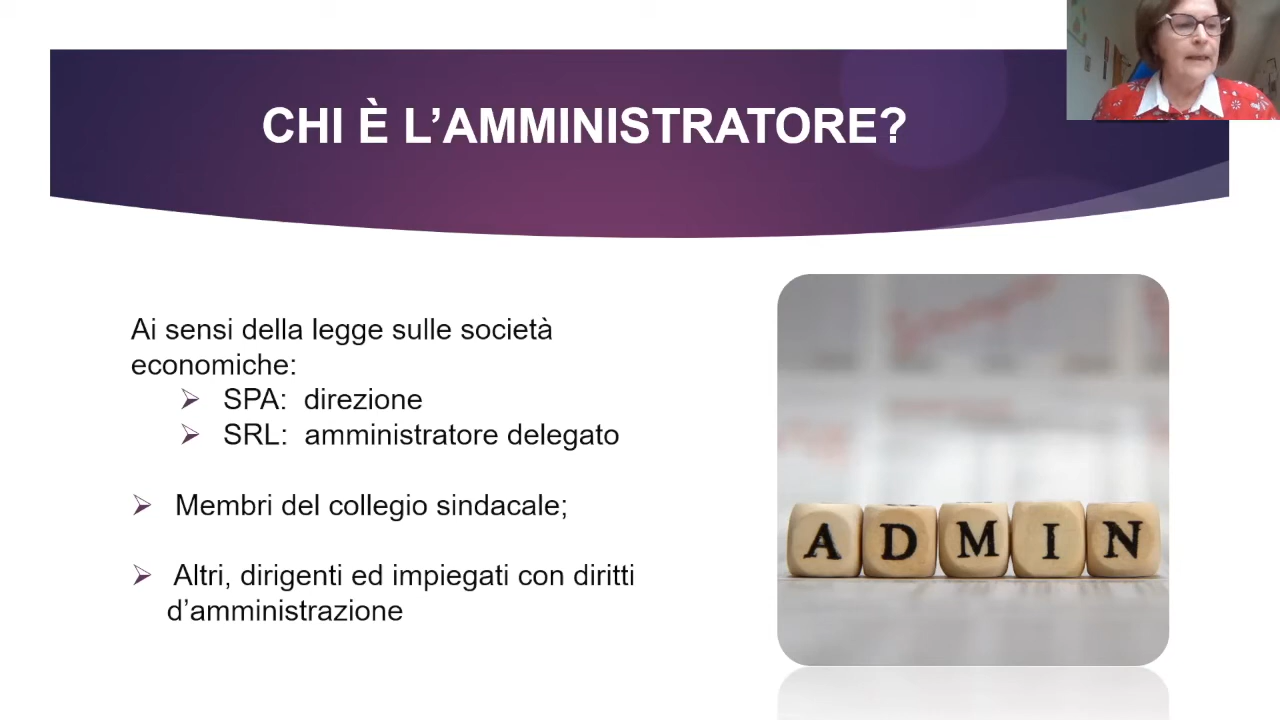 CHI È L’AMMINISTRATORE?
Ai sensi della legge sulle società
economiche:
SPA: direzione
SRL: amministratore delegato
Membri del collegio sindacale;
Altri, dirigenti ed impiegati con diritti
d’amministrazione
ADMIN